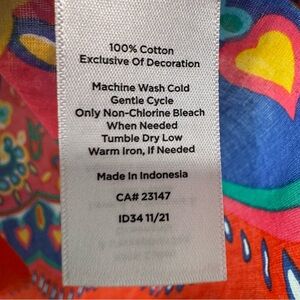 100% Cotton
Exclusive Of Decoration
Machine Wash Cold
Gentle Cycle
Only Non-Chlorine Bleach
When Needed
Tumble Dry Low
Warm Iron, If Needed
Made In Indonesia
CA# 23147
ID34 11/21